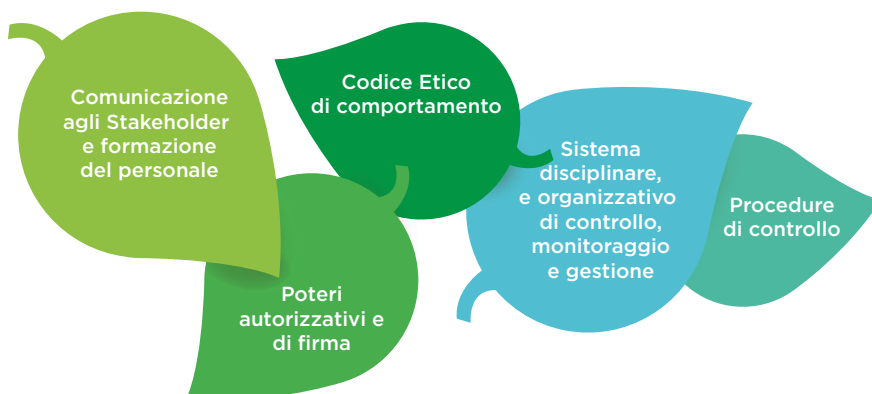 Comunicazione
agli Stakeholder
e formazione
del personale
Codice Etico
di comportamento
Poteri
autorizzativi e
di firma
Sistema
disciplinare,
e organizzativo
di controllo,
monitoraggio
e gestione
Procedure
di controllo